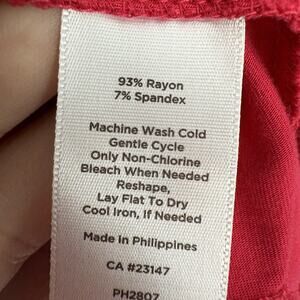 93% Rayon
7% Spandex
Machine Wash Cold
Gentle Cycle
Only Non-Chlorine
Bleach When Needed
Reshape,
Lay Flat To Dry
Cool Iron, If Needed
Made in Philippines
CA #23147
PH2807